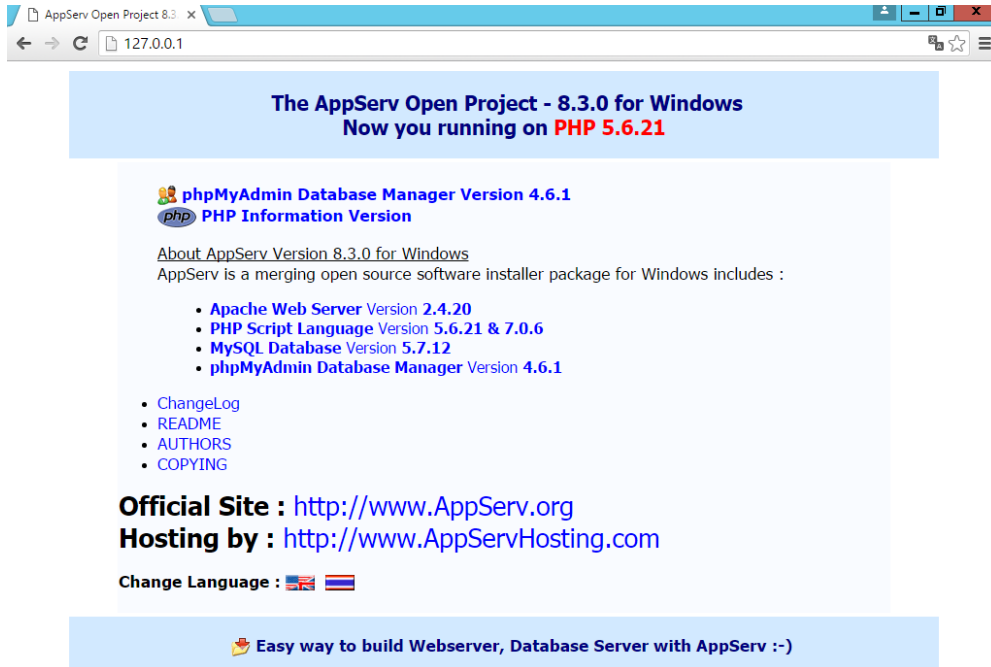 AppServ Open Project 8.3
127.0.0.1
The AppServ Open Project - 8.3.0 for Windows
Now you running on PHP 5.6.21
phpMyAdmin Database Manager Version 4.6.1
php PHP Information Version
About AppServ Version 8.3.0 for Windows
AppServ is a merging open source software installer package for Windows includes :
Apache Web Server Version 2.4.20
PHP Script Language Version 5.6.21 & 7.0.6
MySQL Database Version 5.7.12
phpMyAdmin Database Manager Version 4.6.1
ChangeLog
README
AUTHORS
COPYING
Official Site : http://www.AppServ.org
Hosting by : http://www.AppServHosting.com
Change Language :
Easy way to build Webserver, Database Server with AppServ :-)